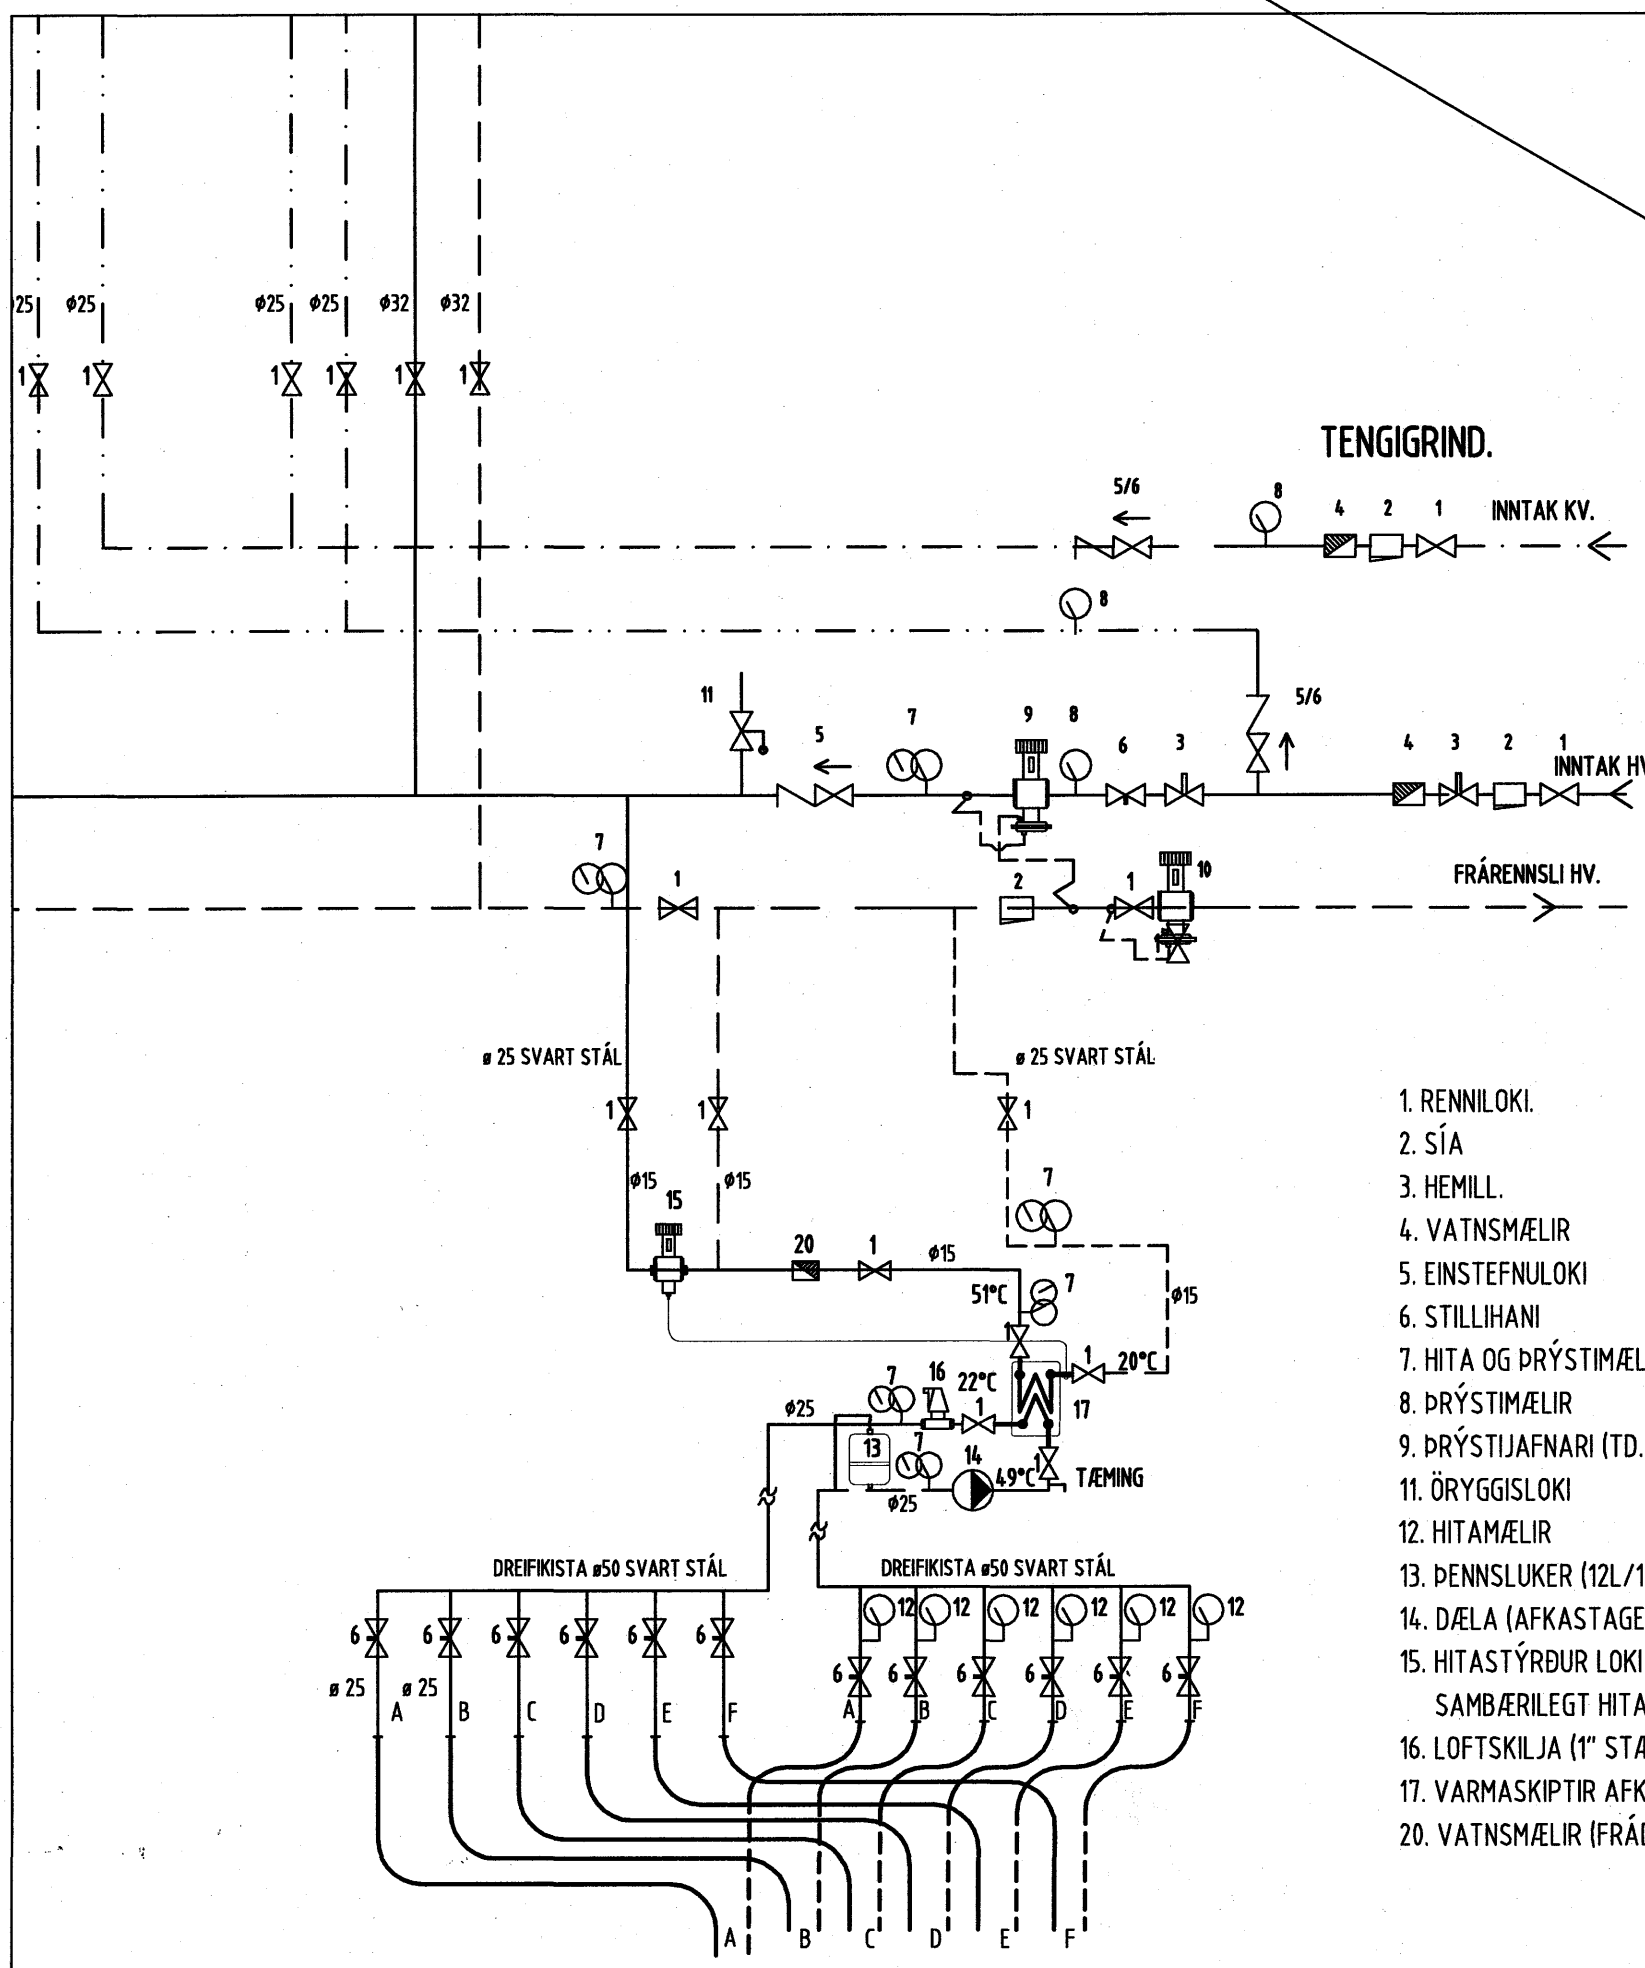 25 ø25 ø25 ø25 ø32 ø32
1 1 1 1 1 1
TENGIGRIND.
5/6 8 4 2 1 INNTAK KV.
8
11 5 7 9 8 6 3 5/6 4 3 2 1
INNTAK HV
7 1 2 1 10 FRÁRENNSLI HV.
ø 25 SVART STÁL ø 25 SVART STÁL
1 1 1
ø15 15 ø15 7
20 1 ø15
51°C 7 ø15
1
7 16 22°C 1 20°C
ø25 1 17
13 7 14 49°C 1 TÆMING
ø25
DREIFIKISTA ø50 SVART STÁL DREIFIKISTA ø50 SVART STÁL
12 12 12 12 12 12
6 6 6 6 6 6
6 6 6 6 6 6
ø 25 ø 25
A B C D E F A B C D E F
A B C D E F
1. RENNILOKI.
2. SÍA
3. HEMILL.
4. VATNSMÆLIR
5. EINSTEFNULOKI
6. STILLIHANI
7. HITA OG ÞRÝSTIMÆL
8. ÞRÝSTIMÆLIR
9. ÞRÝSTIJAFNARI (TD.
11. ÖRYGGISLOKI
12. HITAMÆLIR
13. ÞENNSLUKER (12L/1
14. DÆLA (AFKASTAGE
15. HITASTÝRÐUR LOKI
SAMBÆRILEGT HITA
16. LOFTSKILJA (1" STÆ
17. VARMASKIPTIR AFK
20. VATNSMÆLIR (FRÁD